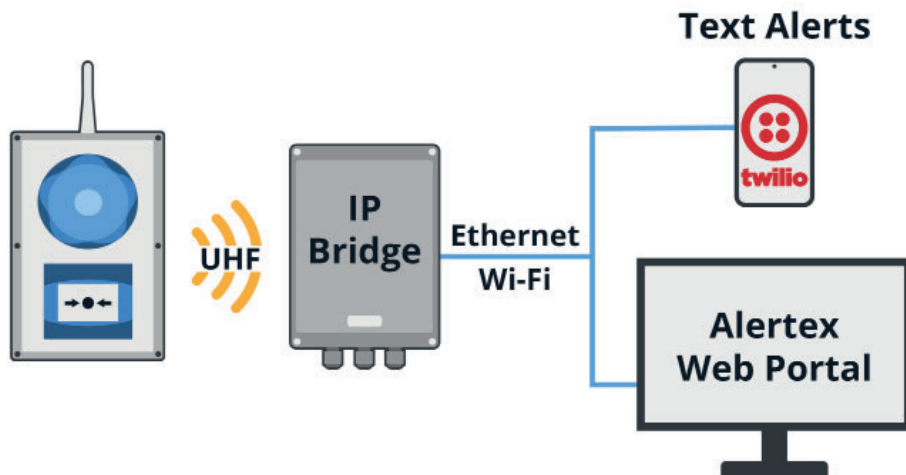 Text Alerts
twilio
UHF
IP
Bridge
Ethernet
Wi-Fi
Alertex
Web Portal